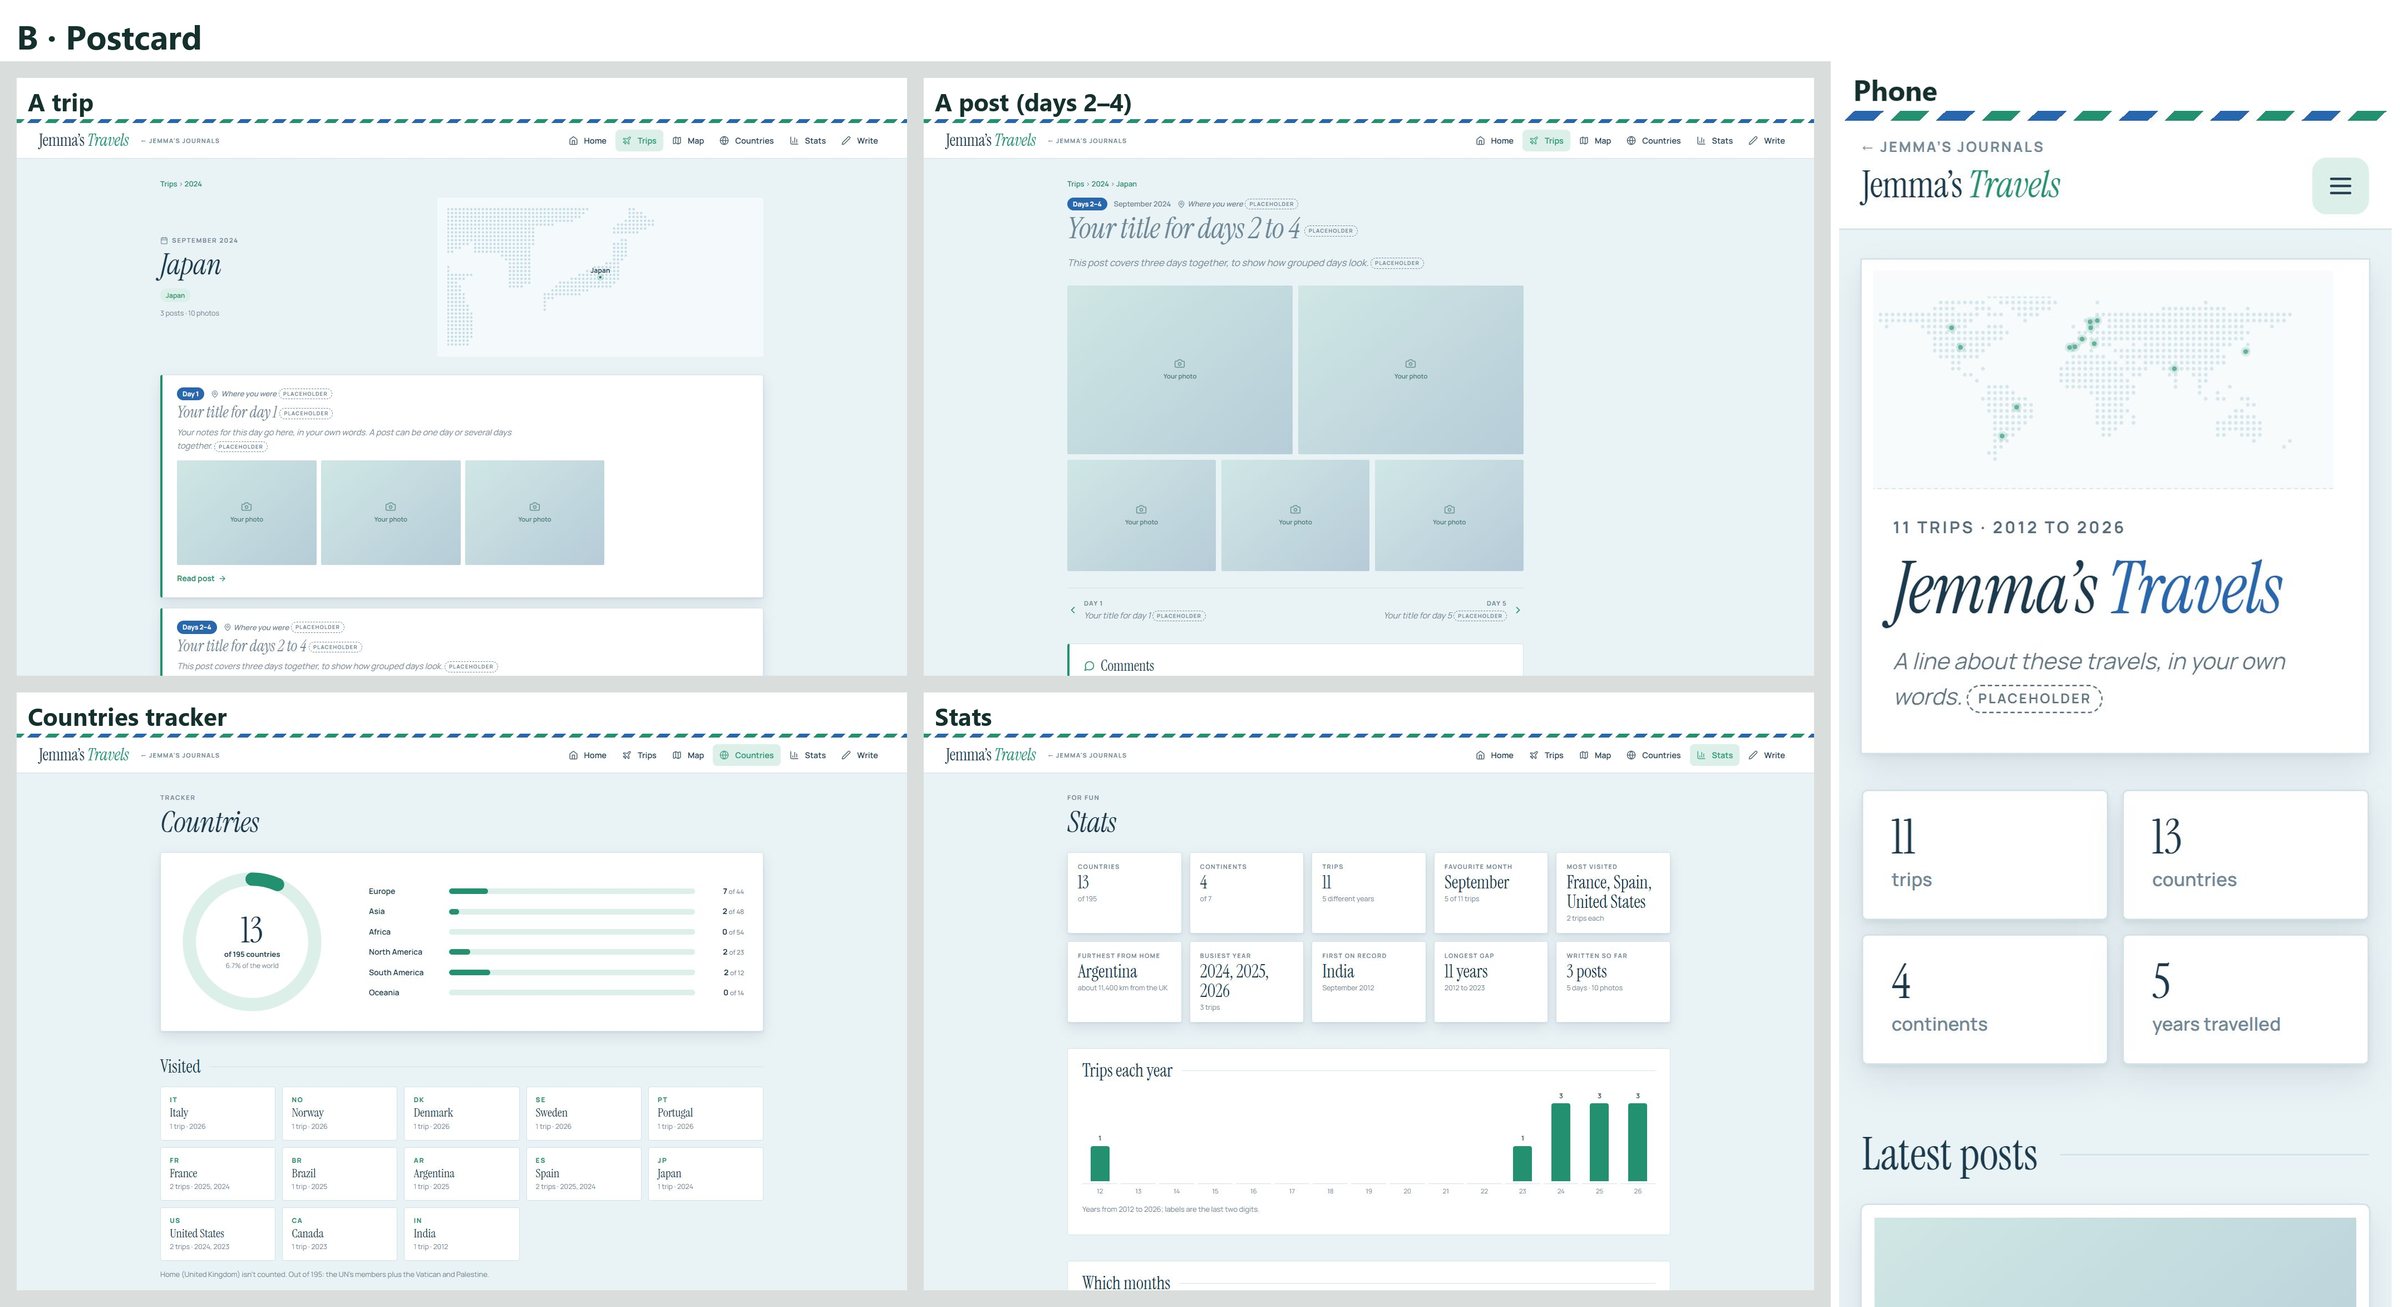 B · Postcard
A trip
Jemma's Travels
← JEMMA'S JOURNALS
Home
Trips
Map
Countries
Stats
Write
Trips › 2024
SEPTEMBER 2024
Japan
Japan
3 posts · 10 photos
Japan
Day 1 Where you were PLACEHOLDER
Your title for day 1 PLACEHOLDER
Your notes for this day go here, in your own words. A post can be one day or several days
together. PLACEHOLDER
Your photo
Your photo
Your photo
Read post →
Days 2–4 Where you were PLACEHOLDER
Your title for days 2 to 4 PLACEHOLDER
This post covers three days together, to show how grouped days look. PLACEHOLDER
A post (days 2–4)
Jemma's Travels
← JEMMA'S JOURNALS
Home
Trips
Map
Countries
Stats
Write
Trips › 2024 › Japan
Days 2–4 September 2024 Where you were PLACEHOLDER
Your title for days 2 to 4 PLACEHOLDER
This post covers three days together, to show how grouped days look. PLACEHOLDER
Your photo
Your photo
Your photo
Your photo
Your photo
DAY 1
Your title for day 1 PLACEHOLDER
DAY 5
Your title for day 5 PLACEHOLDER
Comments
Countries tracker
Jemma's Travels
← JEMMA'S JOURNALS
Home
Trips
Map
Countries
Stats
Write
TRACKER
Countries
13
of 195 countries
6.7% of the world
Europe 7 of 44
Asia 2 of 48
Africa 0 of 54
North America 2 of 23
South America 2 of 12
Oceania 0 of 14
Visited
IT
Italy
1 trip · 2026
NO
Norway
1 trip · 2026
DK
Denmark
1 trip · 2026
SE
Sweden
1 trip · 2026
PT
Portugal
1 trip · 2026
FR
France
2 trips · 2025, 2024
BR
Brazil
1 trip · 2025
AR
Argentina
1 trip · 2025
ES
Spain
2 trips · 2025, 2024
JP
Japan
1 trip · 2024
US
United States
2 trips · 2024, 2023
CA
Canada
1 trip · 2023
IN
India
1 trip · 2012
Home (United Kingdom) isn't counted. Out of 195: the UN's members plus the Vatican and Palestine.
Stats
Jemma's Travels
← JEMMA'S JOURNALS
Home
Trips
Map
Countries
Stats
Write
FOR FUN
Stats
COUNTRIES
13
of 195
CONTINENTS
4
of 7
TRIPS
11
5 different years
FAVOURITE MONTH
September
5 of 11 trips
MOST VISITED
France, Spain,
United States
2 trips each
FURTHEST FROM HOME
Argentina
about 11,400 km from the UK
BUSIEST YEAR
2024, 2025,
2026
3 trips
FIRST ON RECORD
India
September 2012
LONGEST GAP
11 years
2012 to 2023
WRITTEN SO FAR
3 posts
5 days · 10 photos
Trips each year
1 1 3 3 3
12 13 14 15 16 17 18 19 20 21 22 23 24 25 26
Years from 2012 to 2026; labels are the last two digits.
Which months
Phone
← JEMMA'S JOURNALS
Jemma's Travels
11 TRIPS · 2012 TO 2026
Jemma's Travels
A line about these travels, in your own
words. PLACEHOLDER
11
trips
13
countries
4
continents
5
years travelled
Latest posts